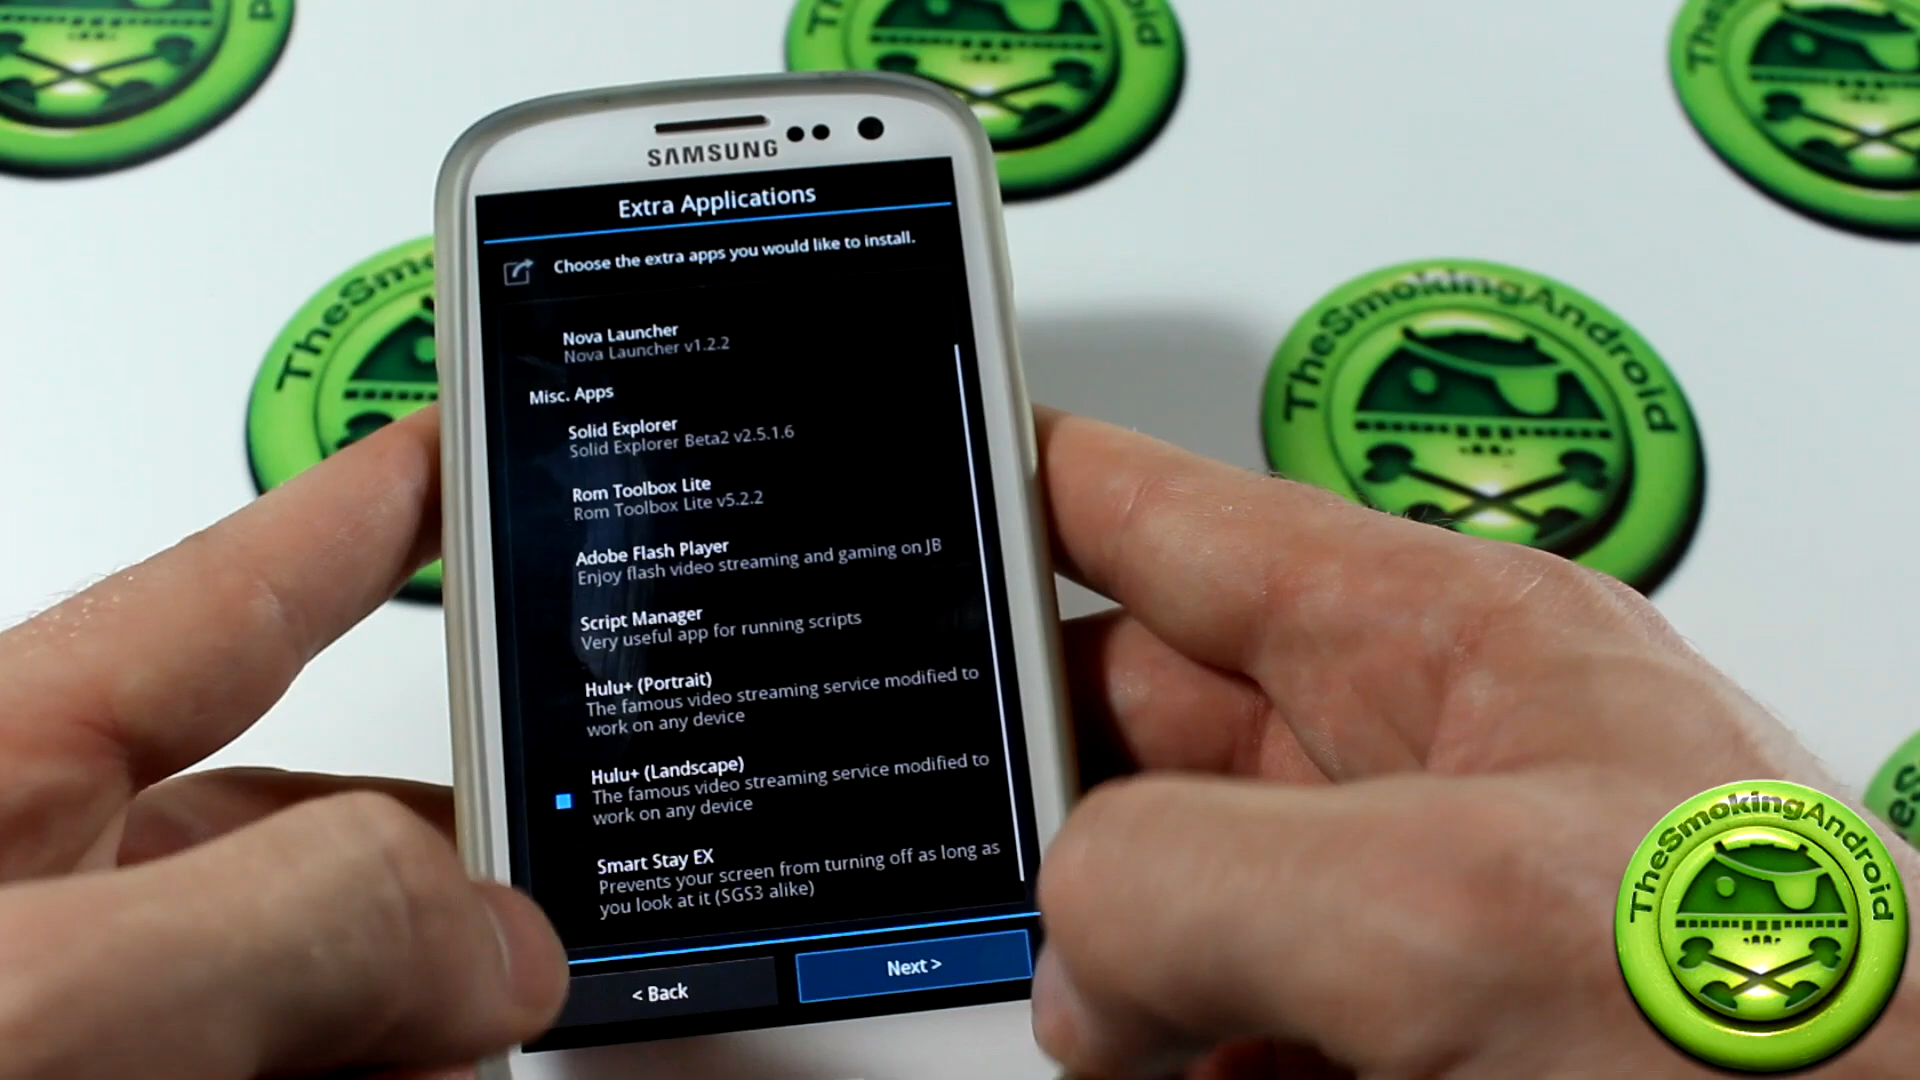 SAMSUNG
Extra Applications
Choose the extra apps you would like to install.
Nova Launcher
Nova Launcher v1.2.2
Misc. Apps
Solid Explorer
Solid Explorer Beta2 v2.5.1.6
Rom Toolbox Lite
Rom Toolbox Lite v5.2.2
Adobe Flash Player
Enjoy flash video streaming and gaming on JB
Script Manager
Very useful app for running scripts
Hulu+ (Portrait)
The famous video streaming service modified to
work on any device
Hulu+ (Landscape)
The famous video streaming service modified to
work on any device
Smart Stay EX
Prevents your screen from turning off as long as
you look at it (SGS3 alike)
< Back
Next >
TheSmokingAndroid
TheSmokingAndroid